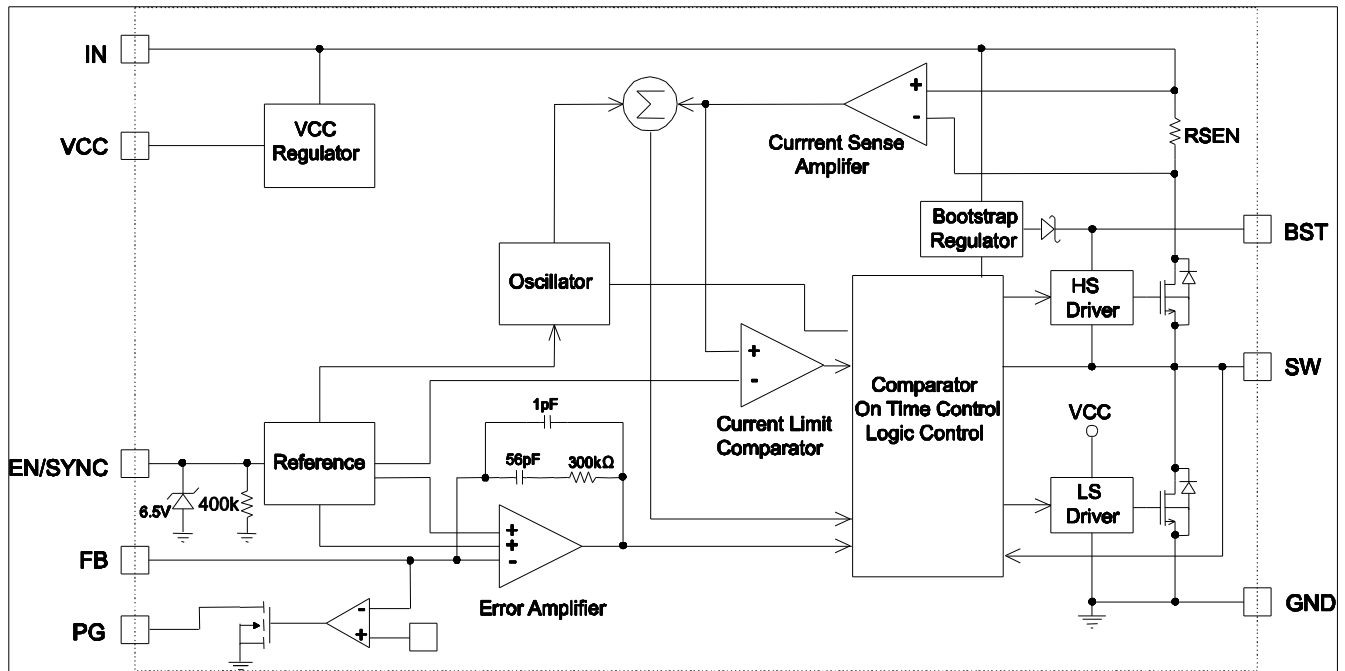 IN
VCC
VCC
Regulator
Σ
+
-
Currrent Sense
Amplifer
RSEN
Bootstrap
Regulator
BST
Oscillator
HS
Driver
+
-
Current Limit
Comparator
Comparator
On Time Control
Logic Control
SW
VCC
1pF
56pF
300kΩ
EN/SYNC
Reference
6.5V
400k
LS
Driver
+
+
-
FB
Error Amplifier
GND
PG
-
+